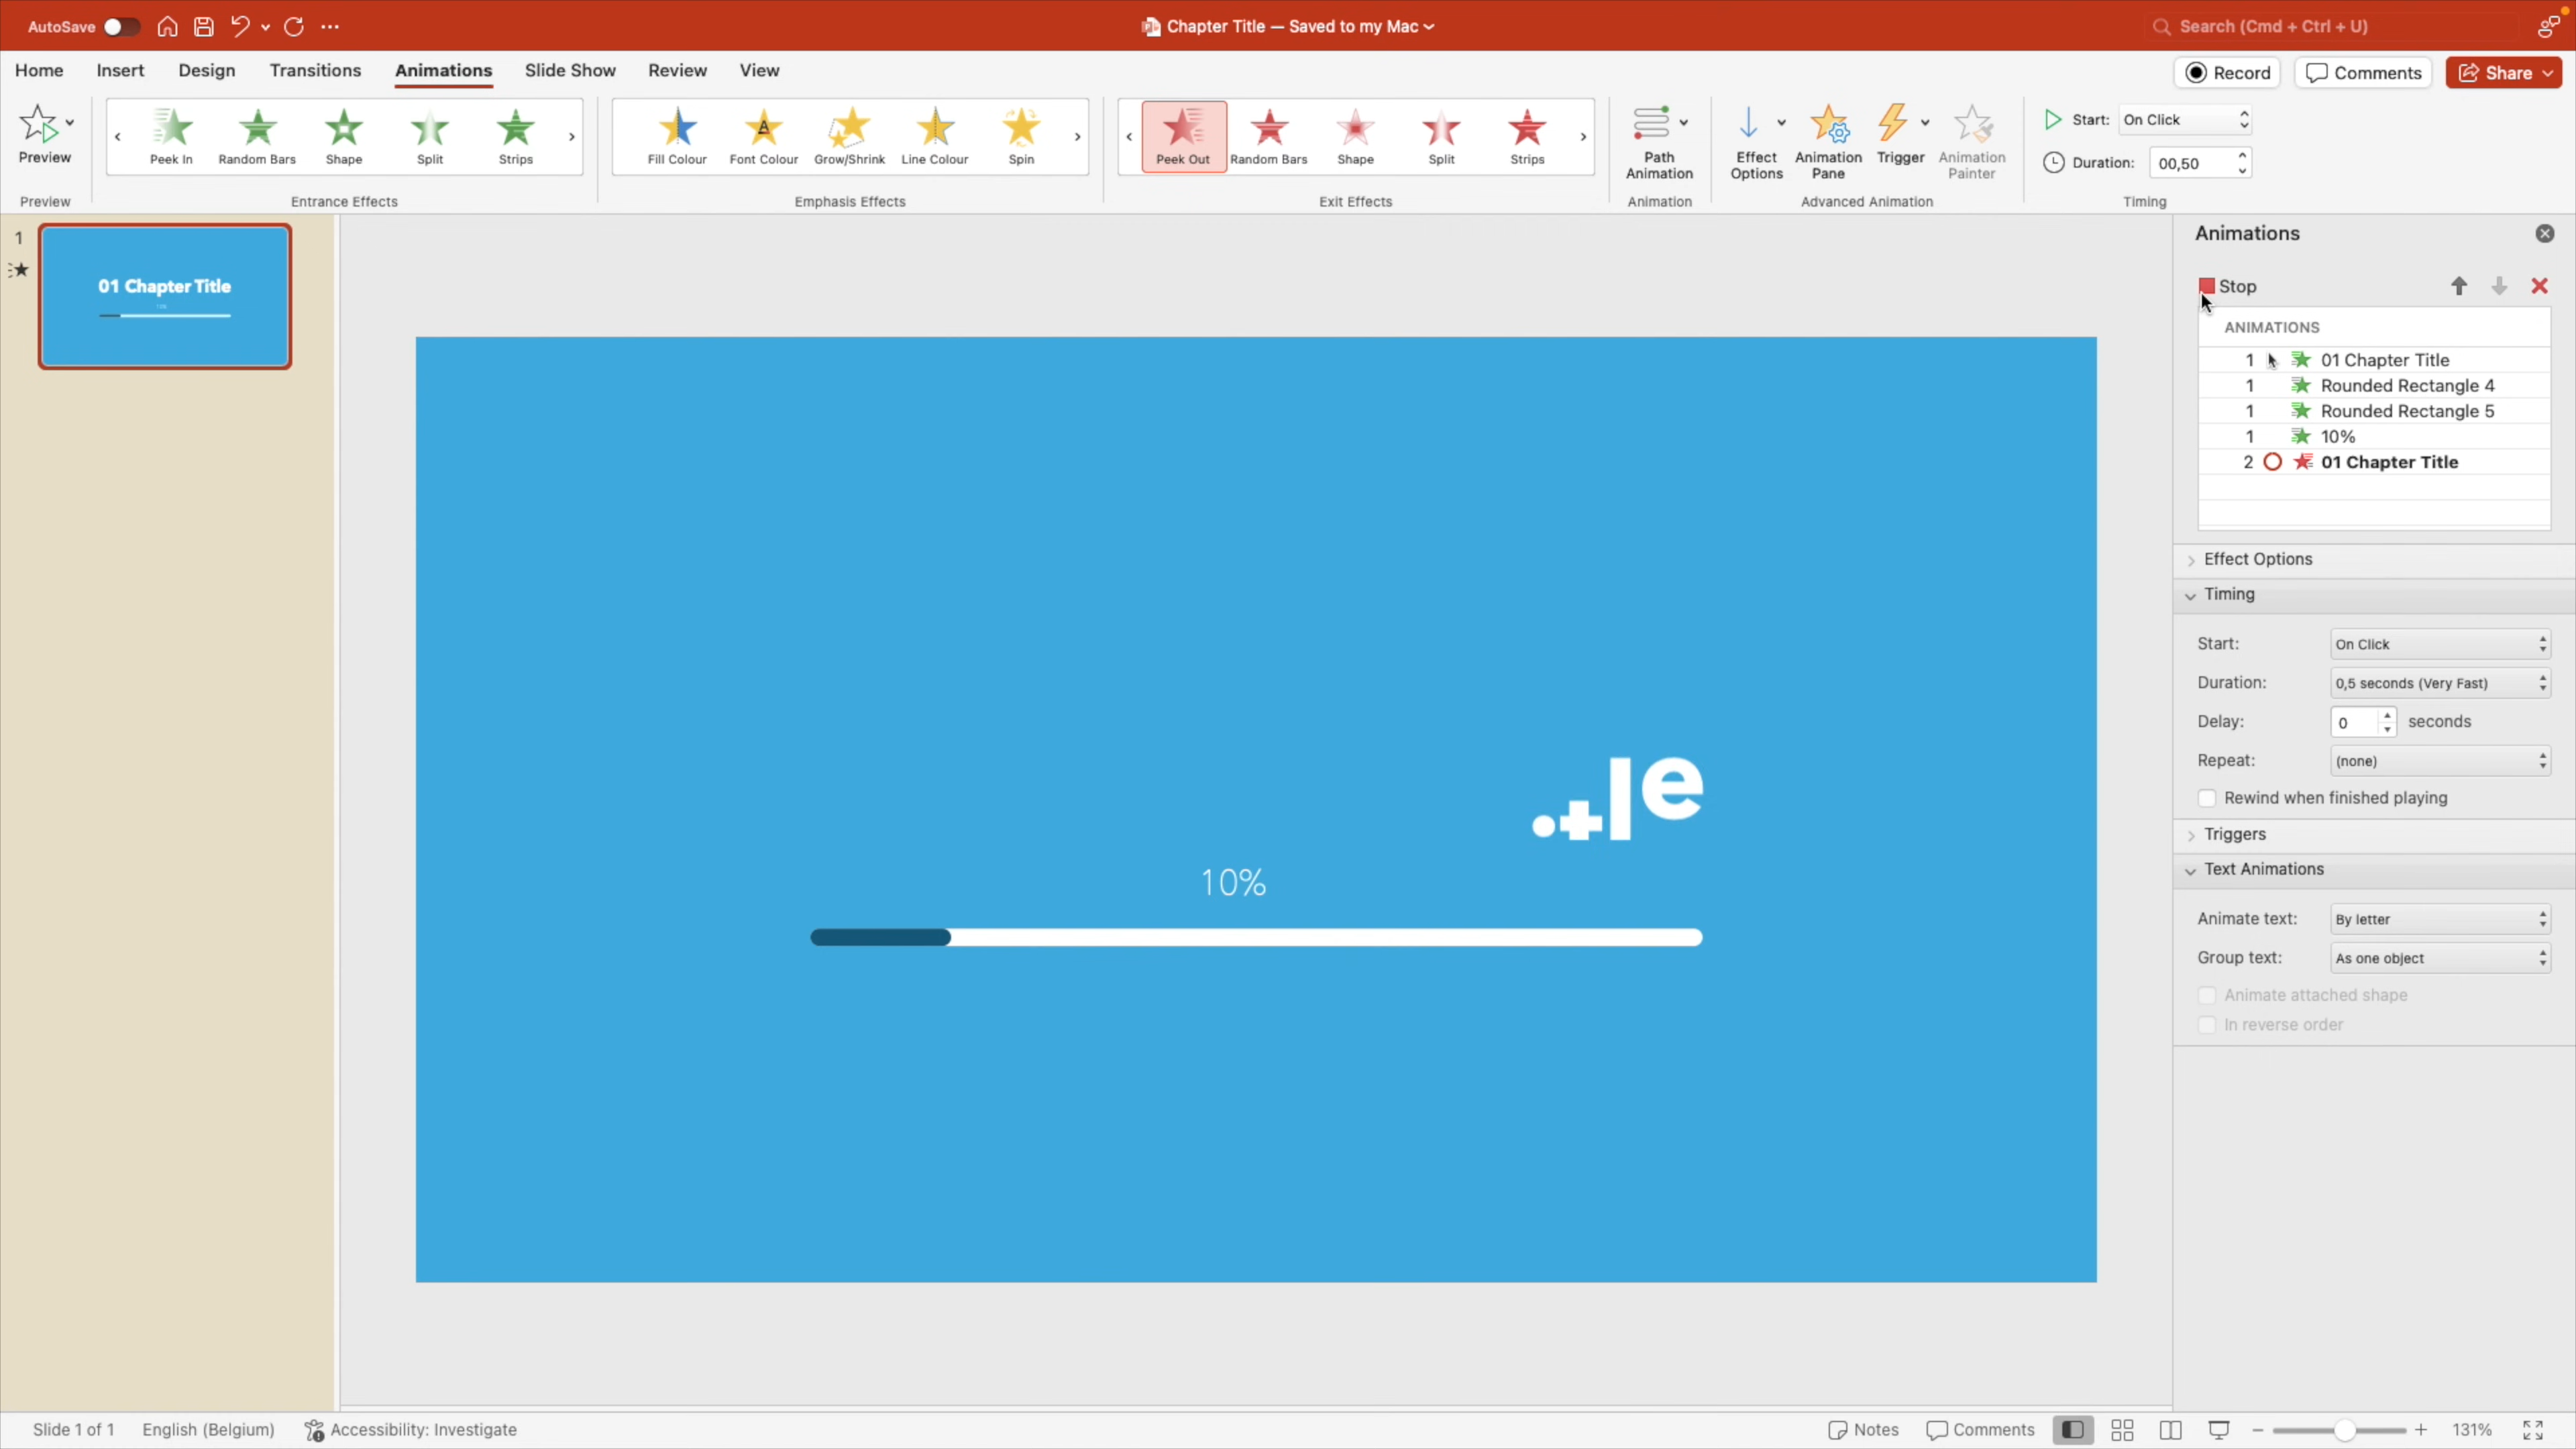 AutoSave
Chapter Title — Saved to my Mac
Search (Cmd + Ctrl + U)
Home Insert Design Transitions Animations Slide Show Review View
Record Comments Share
Preview
Peek In Random Bars Shape Split Strips
Fill Colour Font Colour Grow/Shrink Line Colour Spin
Peek Out Random Bars Shape Split Strips
Path Animation
Effect Options
Animation Pane
Trigger
Animation Painter
Start: On Click
Duration: 00,50
Preview Entrance Effects Emphasis Effects Exit Effects Animation Advanced Animation Timing
1
01 Chapter Title
10%
tle
10%
Animations
Stop
ANIMATIONS
1 01 Chapter Title
1 Rounded Rectangle 4
1 Rounded Rectangle 5
1 10%
2 01 Chapter Title
Effect Options
Timing
Start: On Click
Duration: 0,5 seconds (Very Fast)
Delay: 0 seconds
Repeat: (none)
Rewind when finished playing
Triggers
Text Animations
Animate text: By letter
Group text: As one object
Animate attached shape
In reverse order
Slide 1 of 1 English (Belgium) Accessibility: Investigate
Notes Comments 131%